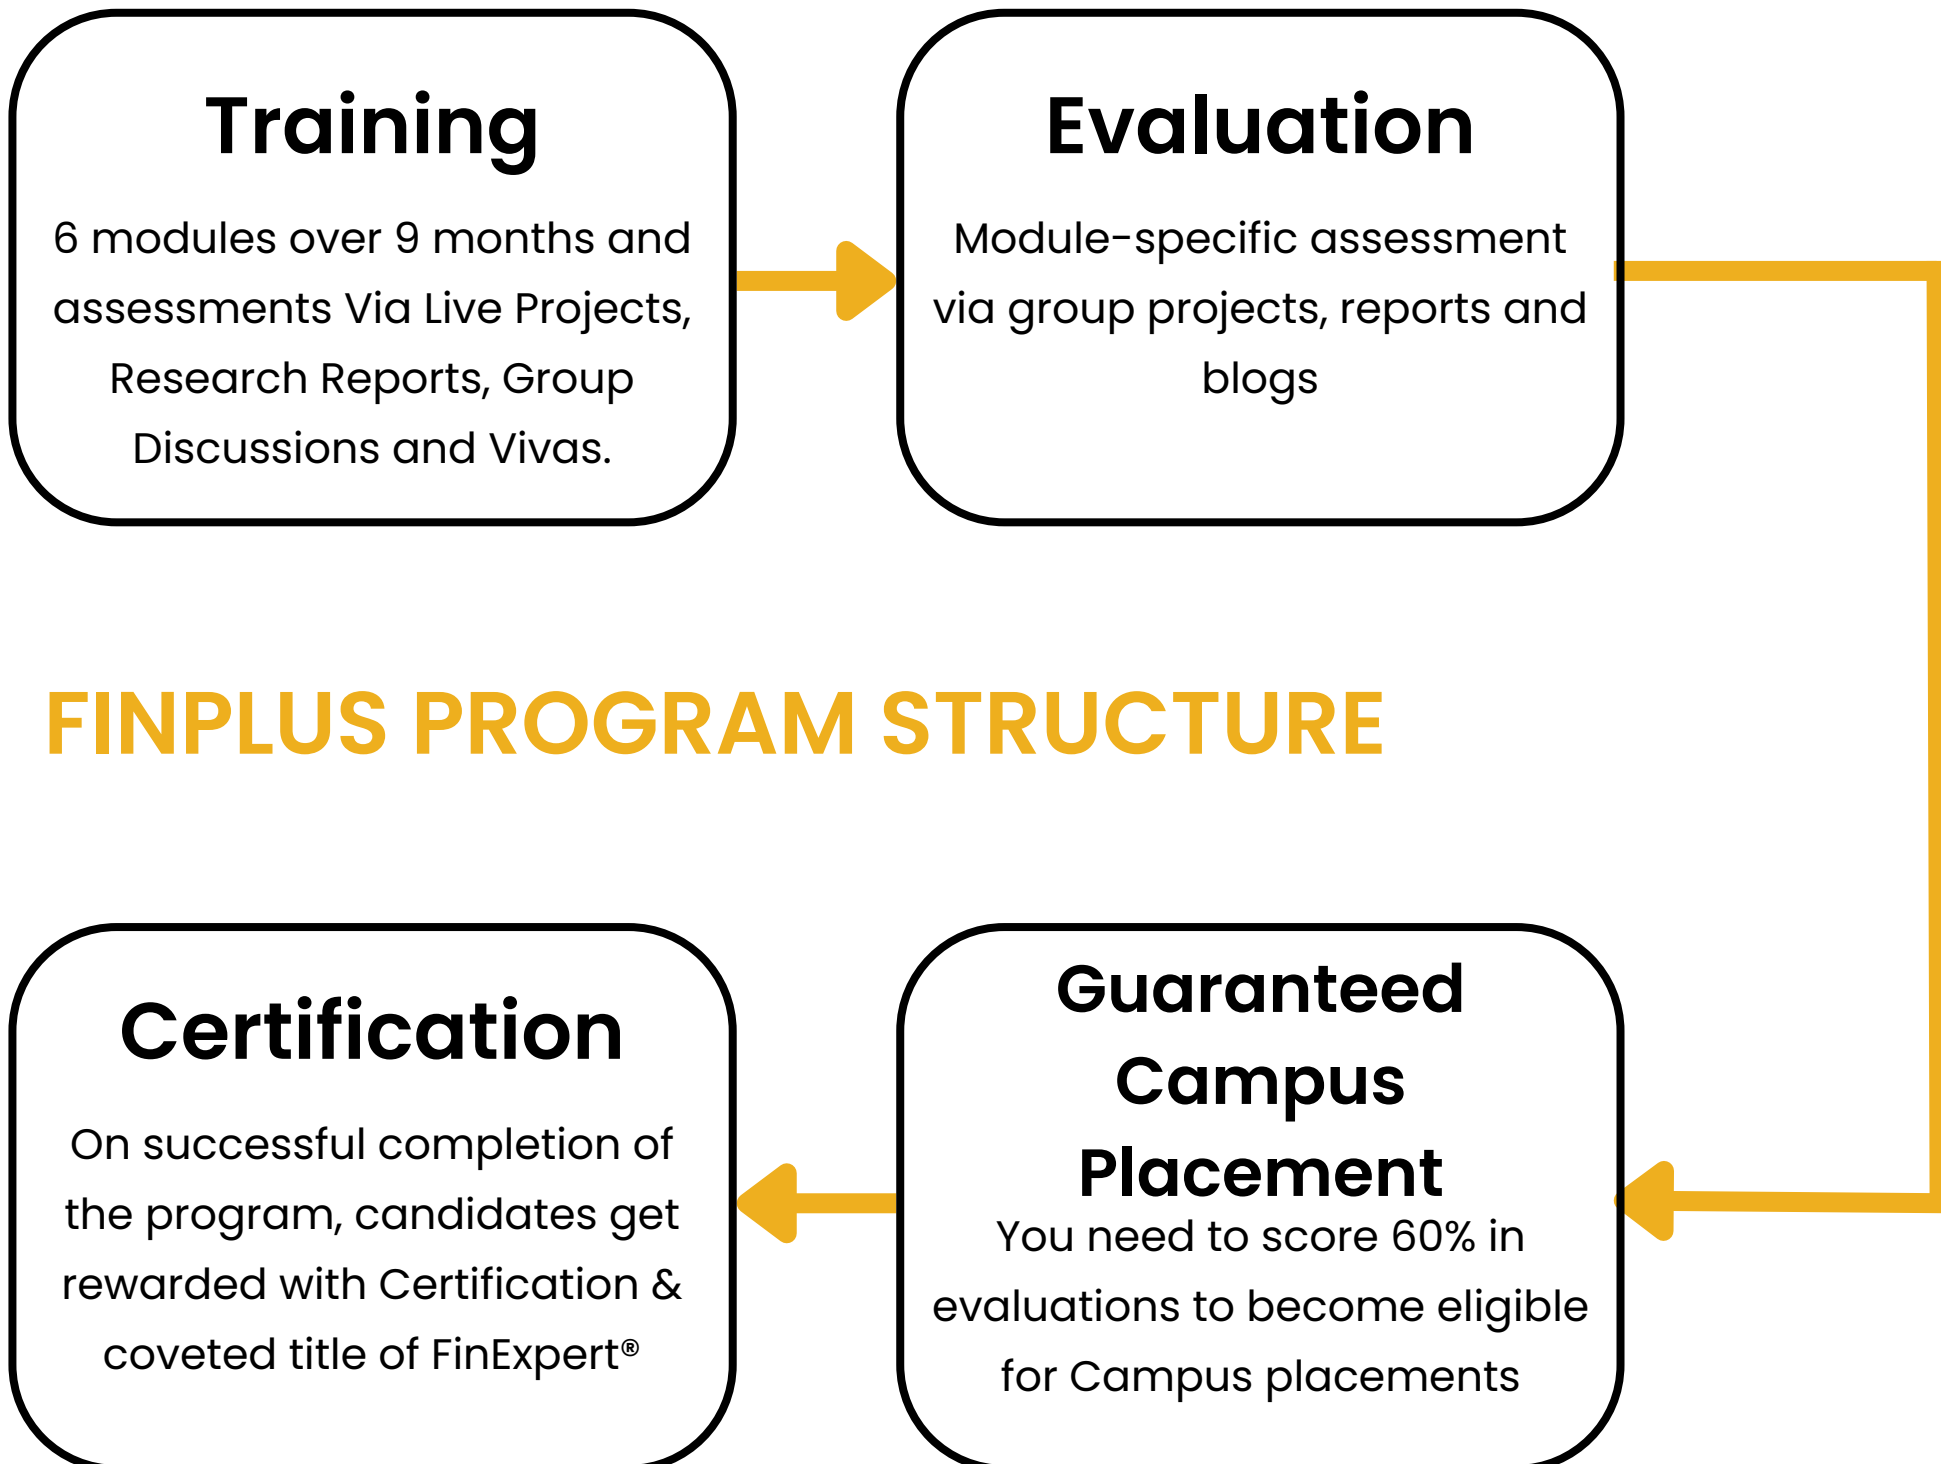 Training
6 modules over 9 months and
assessments Via Live Projects,
Research Reports, Group
Discussions and Vivas.
Evaluation
Module-specific assessment
via group projects, reports and
blogs
FINPLUS PROGRAM STRUCTURE
Guaranteed
Campus
Placement
You need to score 60% in
evaluations to become eligible
for Campus placements
Certification
On successful completion of
the program, candidates get
rewarded with Certification &
coveted title of FinExpert®